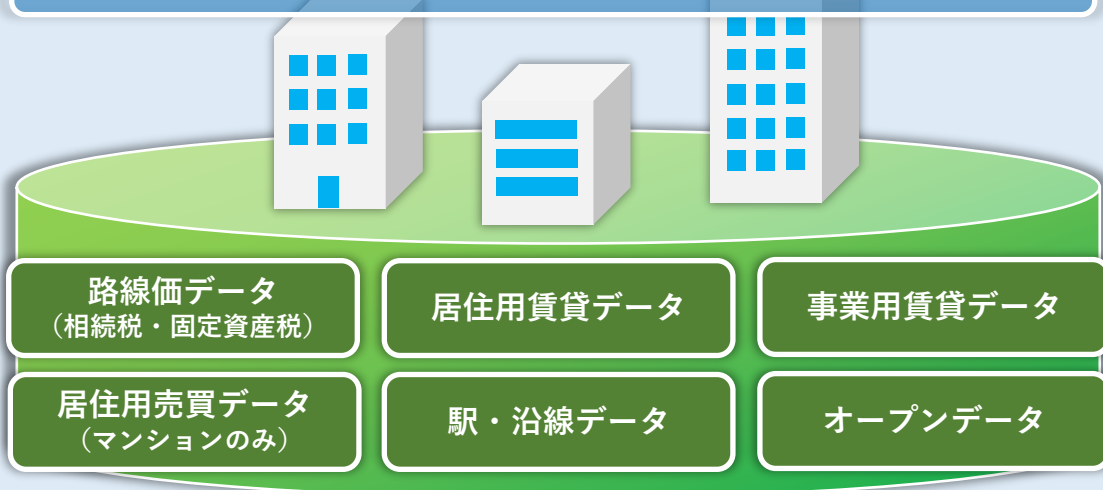 路線価データ
（相続税・固定資産税）
居住用賃貸データ
事業用賃貸データ
居住用売買データ
（マンションのみ）
駅・沿線データ
オープンデータ